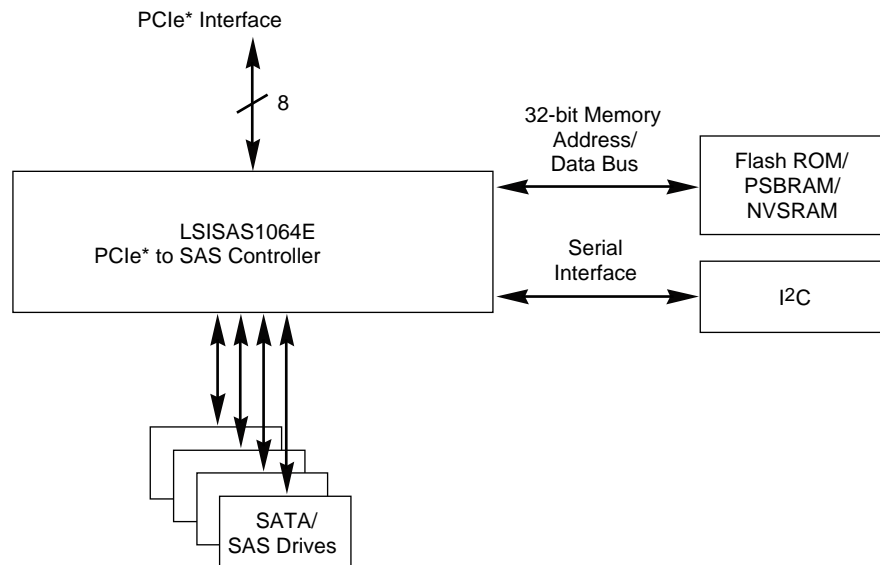 PCIe* Interface
8
32-bit Memory
Address/
Data Bus
Flash ROM/
PSBRAM/
NVSRAM
LSISAS1064E
PCIe* to SAS Controller
Serial
Interface
I²C
SATA/
SAS Drives